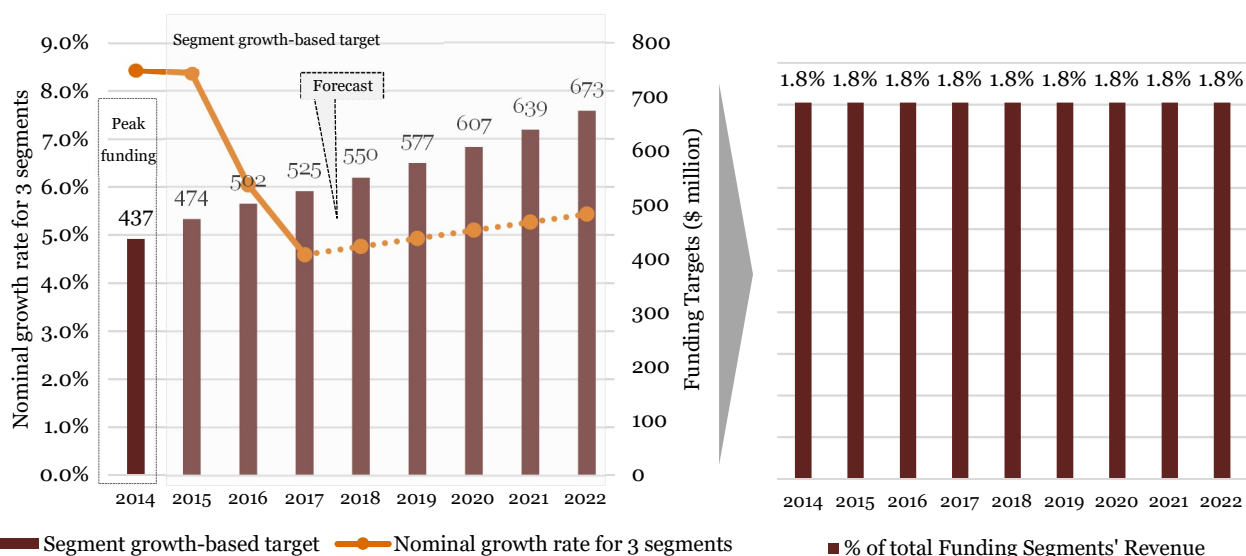 Segment growth-based target
9.0%
8.0%
7.0%
6.0%
5.0%
4.0%
3.0%
2.0%
1.0%
0.0%
Nominal growth rate for 3 segments
Peak
funding
Forecast
437
474
502
525
550
577
607
639
673
800
700
600
500
400
300
200
100
0
Funding Targets ($ million)
2014 2015 2016 2017 2018 2019 2020 2021 2022
Segment growth-based target Nominal growth rate for 3 segments
1.8% 1.8% 1.8% 1.8% 1.8% 1.8% 1.8% 1.8% 1.8%
2014 2015 2016 2017 2018 2019 2020 2021 2022
% of total Funding Segments' Revenue